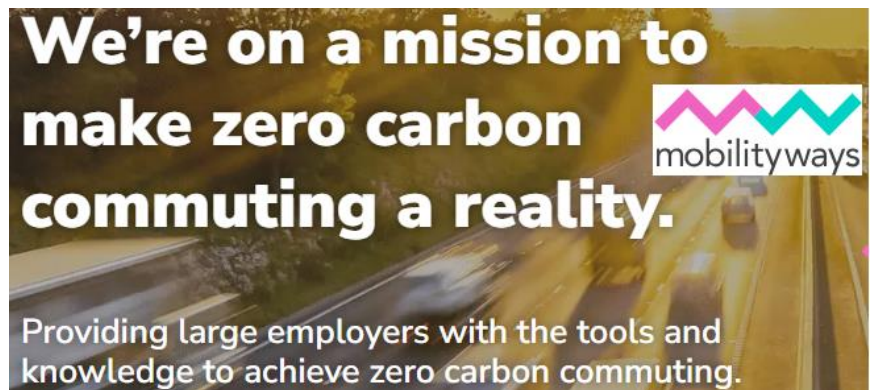 We’re on a mission to
make zero carbon
commuting a reality.
mobilityways
Providing large employers with the tools and
knowledge to achieve zero carbon commuting.